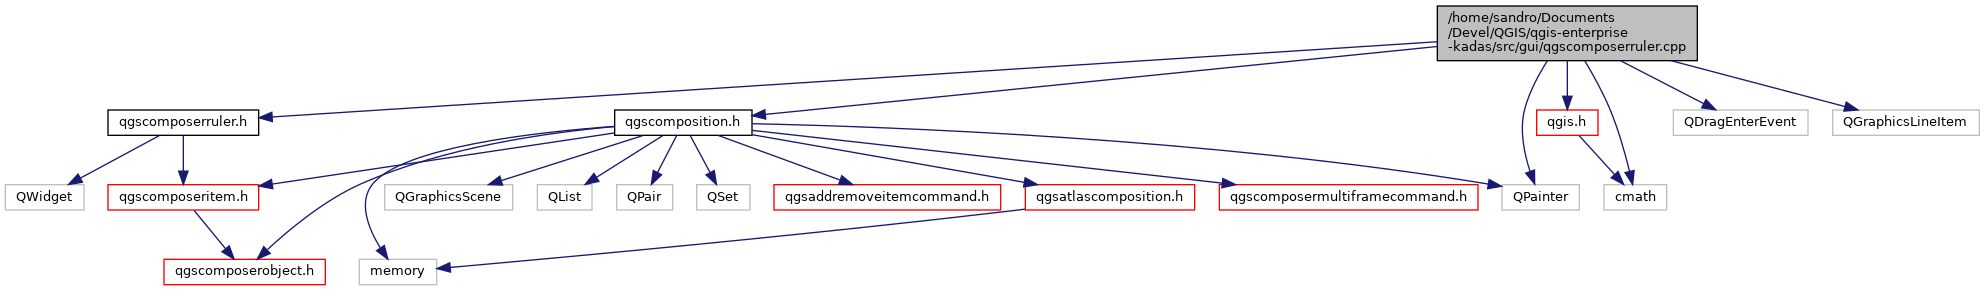 /home/sandro/Documents
/Devel/QGIS/qgis-enterprise
-kadas/src/gui/qgscomposerruler.cpp
qgscomposerruler.h
qgscomposition.h
qgis.h
QDragEnterEvent
QGraphicsLineItem
QWidget
qgscomposeritem.h
QGraphicsScene
QList
QPair
QSet
qgsaddremoveitemcommand.h
qgsatlascomposition.h
qgscomposermultiframecommand.h
QPainter
cmath
qgscomposerobject.h
memory